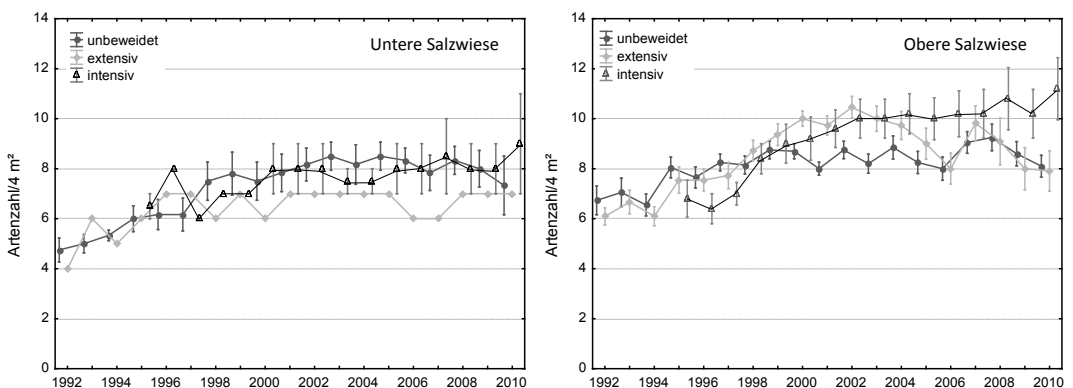 14
12
10
8
6
4
2
0
Artenzahl/4 m²
unbeweidet
extensiv
intensiv
Untere Salzwiese
1992 1994 1996 1998 2000 2002 2004 2006 2008 2010
14
12
10
8
6
4
2
0
Artenzahl/4 m²
unbeweidet
extensiv
intensiv
Obere Salzwiese
1992 1994 1996 1998 2000 2002 2004 2006 2008 2010